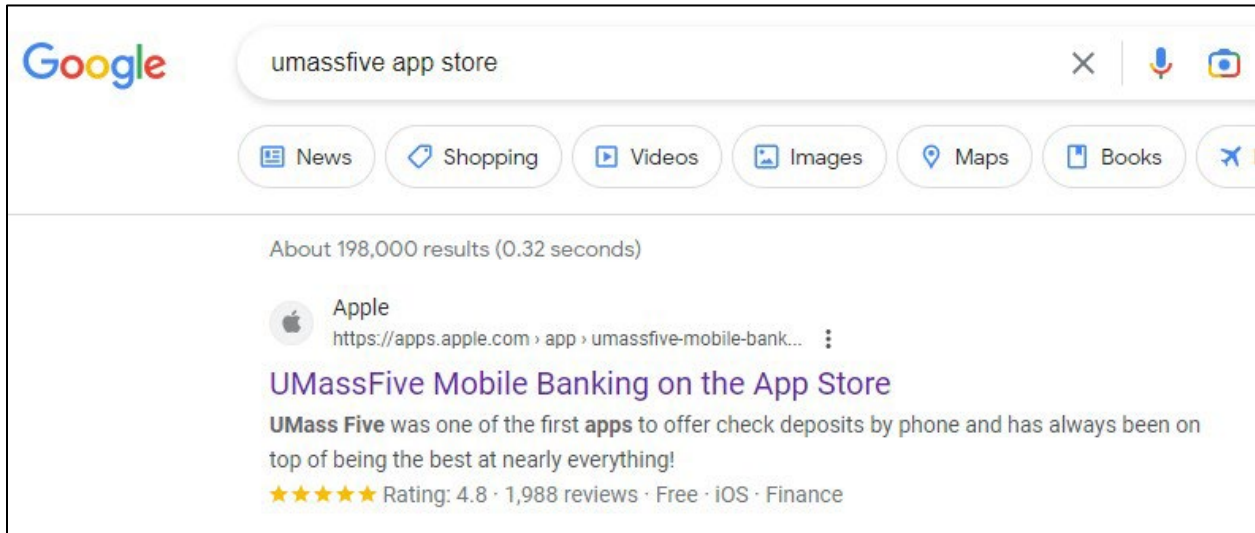 Google
umassfive app store
News Shopping Videos Images Maps Books
About 198,000 results (0.32 seconds)
Apple
https://apps.apple.com › app › umassfive-mobile-bank...
UMassFive Mobile Banking on the App Store
UMass Five was one of the first apps to offer check deposits by phone and has always been on
top of being the best at nearly everything!
Rating: 4.8 · 1,988 reviews · Free · iOS · Finance